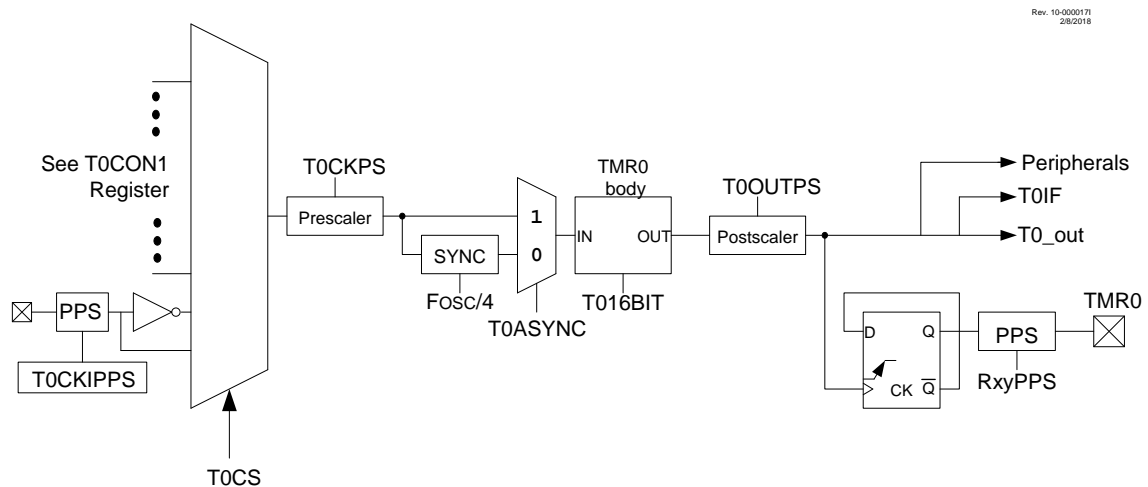 Rev. 10-000017I
2/8/2018
See T0CON1
Register
PPS
T0CKIPPS
T0CS
T0CKPS
Prescaler
SYNC
FOSC/4
1
0
T0ASYNC
TMR0
body
IN
OUT
T016BIT
T0OUTPS
Postscaler
Peripherals
T0IF
T0_out
D
Q
CK
Q̅
PPS
RxyPPS
TMR0